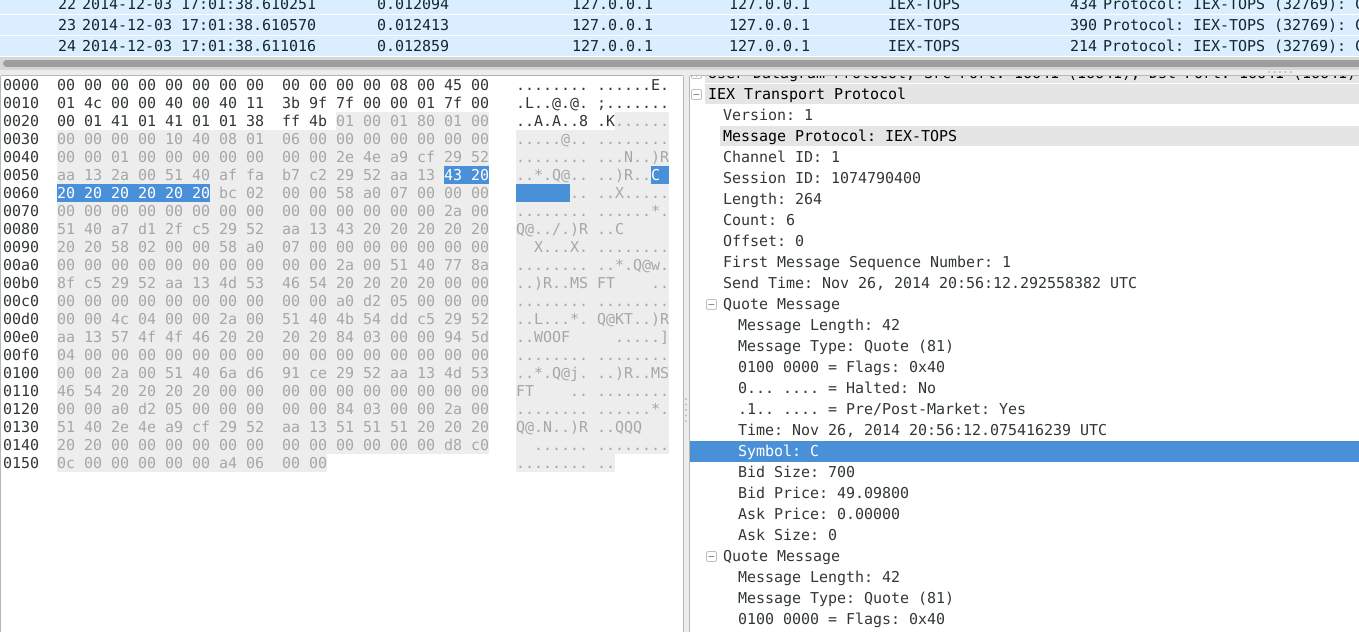 22 2014-12-03 17:01:38.610251 0.012094 127.0.0.1 127.0.0.1 IEX-TOPS 434 Protocol: IEX-TOPS (32769):
23 2014-12-03 17:01:38.610570 0.012413 127.0.0.1 127.0.0.1 IEX-TOPS 390 Protocol: IEX-TOPS (32769):
24 2014-12-03 17:01:38.611016 0.012859 127.0.0.1 127.0.0.1 IEX-TOPS 214 Protocol: IEX-TOPS (32769):
0000 00 00 00 00 00 00 00 00 00 00 00 00 08 00 45 00 ........ ......E.
0010 01 4c 00 00 40 00 40 11 3b 9f 7f 00 00 01 7f 00 .L..@.@. ;.......
0020 00 01 41 01 41 01 01 38 ff 4b 01 00 01 80 01 00 ..A.A..8 .K......
0030 00 00 00 00 10 40 08 01 06 00 00 00 00 00 00 00 .....@.. ........
0040 00 00 01 00 00 00 00 00 00 00 2e 4e a9 cf 29 52 ........ ...N..)R
0050 aa 13 2a 00 51 40 af fa b7 c2 29 52 aa 13 43 20 ..*.Q@.. ..)R..C
0060 20 20 20 20 20 20 bc 02 00 00 58 a0 07 00 00 00 .. ..X.....
0070 00 00 00 00 00 00 00 00 00 00 00 00 00 00 2a 00 ........ ......*.
0080 51 40 a7 d1 2f c5 29 52 aa 13 43 20 20 20 20 20 Q@../.)R ..C
0090 20 20 58 02 00 00 58 a0 07 00 00 00 00 00 00 00 X...X. ........
00a0 00 00 00 00 00 00 00 00 00 00 2a 00 51 40 77 8a ........ ..*.Q@w.
00b0 8f c5 29 52 aa 13 4d 53 46 54 20 20 20 20 00 00 ..)R..MS FT ..
00c0 00 00 00 00 00 00 00 00 00 00 a0 d2 05 00 00 00 ........ ........
00d0 00 00 4c 04 00 00 2a 00 51 40 4b 54 dd c5 29 52 ..L...*. Q@KT..)R
00e0 aa 13 57 4f 4f 46 20 20 20 20 84 03 00 00 94 5d ..WOOF .....]
00f0 04 00 00 00 00 00 00 00 00 00 00 00 00 00 00 00 ........ ........
0100 00 00 2a 00 51 40 6a d6 91 ce 29 52 aa 13 4d 53 ..*.Q@j. ..)R..MS
0110 46 54 20 20 20 20 00 00 00 00 00 00 00 00 00 00 FT .. ........
0120 00 00 a0 d2 05 00 00 00 00 00 84 03 00 00 2a 00 ........ ......*.
0130 51 40 2e 4e a9 cf 29 52 aa 13 51 51 51 20 20 20 Q@.N..)R ..QQQ
0140 20 20 00 00 00 00 00 00 00 00 00 00 00 00 d8 c0 ...... ........
0150 0c 00 00 00 00 00 a4 06 00 00 ........ ..
User Datagram Protocol, Src Port: 16641 (16641), Dst Port: 16641 (16641)
IEX Transport Protocol
Version: 1
Message Protocol: IEX-TOPS
Channel ID: 1
Session ID: 1074790400
Length: 264
Count: 6
Offset: 0
First Message Sequence Number: 1
Send Time: Nov 26, 2014 20:56:12.292558382 UTC
Quote Message
Message Length: 42
Message Type: Quote (81)
0100 0000 = Flags: 0x40
0... .... = Halted: No
.1.. .... = Pre/Post-Market: Yes
Time: Nov 26, 2014 20:56:12.075416239 UTC
Symbol: C
Bid Size: 700
Bid Price: 49.09800
Ask Price: 0.00000
Ask Size: 0
Quote Message
Message Length: 42
Message Type: Quote (81)
0100 0000 = Flags: 0x40